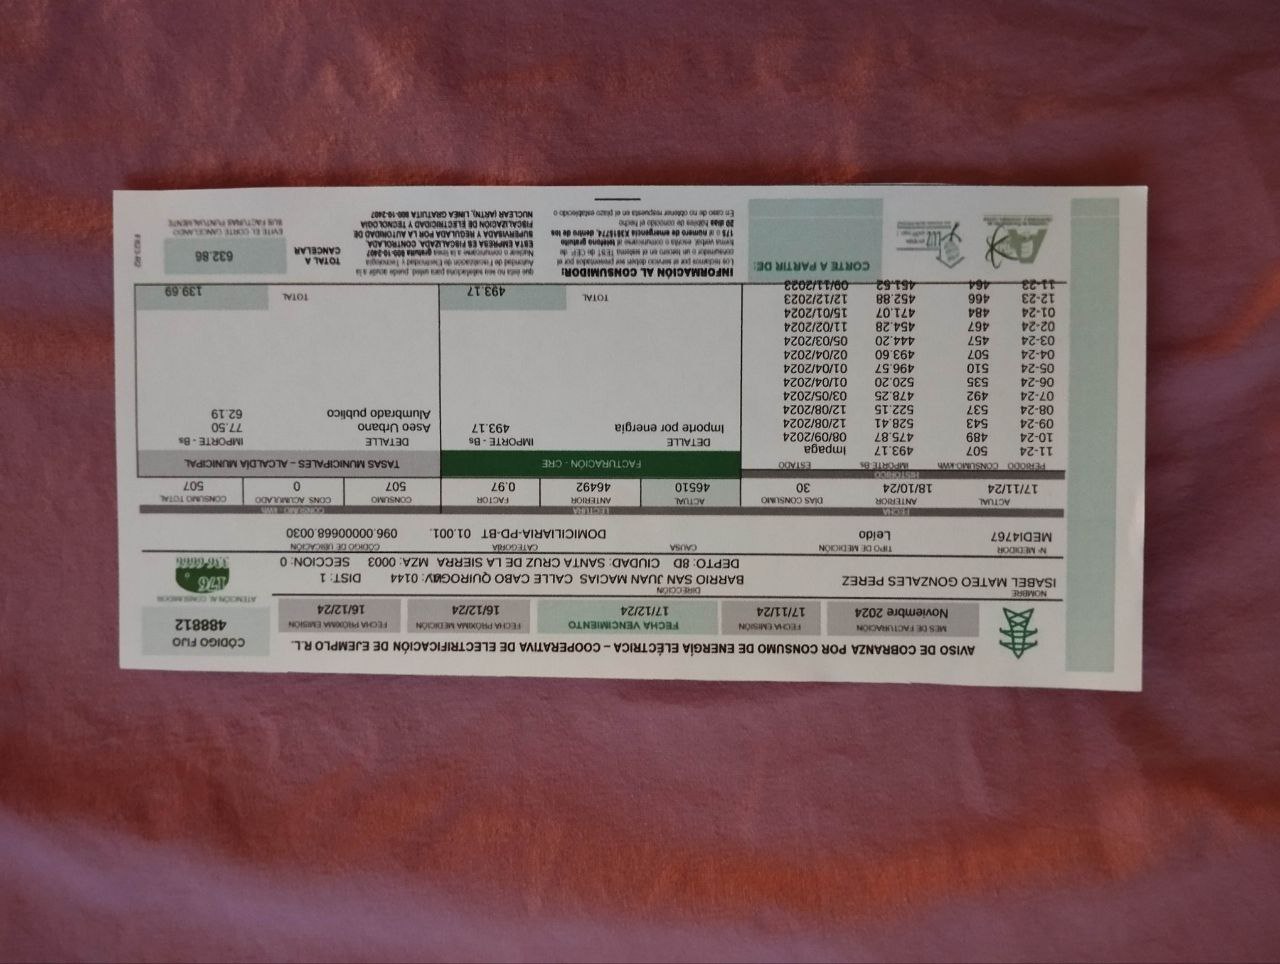 AVISO DE COBRANZA POR CONSUMO DE ENERGÍA ELÉCTRICA – COOPERATIVA DE ELECTRIFICACIÓN DE EJEMPLO R.L.
CÓDIGO FIJO
488812
MES DE FACTURACIÓN FECHA EMISIÓN FECHA VENCIMIENTO FECHA PRÓXIMA MEDICIÓN FECHA PRÓXIMA EMISIÓN
Noviembre 2024 17/11/24 17/12/24 16/12/24 16/12/24
ATENCIÓN AL CONSUMIDOR
176
336 6666
NOMBRE DIRECCIÓN
ISABEL MATEO GONZALES PEREZ BARRIO SAN JUAN MACIAS CALLE CABO QUIROGA 0144 DIST: 1
DEPTO: 8D CIUDAD: SANTA CRUZ DE LA SIERRA MZA: 0003 SECCION: 0
N° MEDIDOR TIPO DE MEDICIÓN CAUSA CATEGORÍA CÓDIGO DE UBICACIÓN
MEDI4767 Leído DOMICILIARIA-PD-BT 01.001. 096.00000668.0030
FECHA LECTURA CONSUMO - kWh
ACTUAL ANTERIOR DÍAS CONSUMO ACTUAL ANTERIOR FACTOR CONSUMO CONS. ACUMULADO CONSUMO TOTAL
17/11/24 18/10/24 30 46510 46492 0.97 507 0 507
HISTÓRICO
PERIODO CONSUMO-kWh IMPORTE-Bs ESTADO
11-24 507 493.17 Impaga
10-24 489 475.87 08/09/2024
09-24 543 528.41 12/08/2024
08-24 537 522.15 12/08/2024
07-24 492 478.25 03/05/2024
06-24 535 520.20 01/04/2024
05-24 510 496.57 01/04/2024
04-24 507 493.60 02/04/2024
03-24 457 444.20 05/03/2024
02-24 467 454.28 11/02/2024
01-24 484 471.07 15/01/2024
12-23 466 452.88 12/12/2023
11-23 464 451.52 09/11/2023
FACTURACIÓN - CRE
DETALLE IMPORTE - Bs
Importe por energía 493.17
TOTAL 493.17
TASAS MUNICIPALES – ALCALDÍA MUNICIPAL
DETALLE IMPORTE - Bs
Aseo Urbano 77.50
Alumbrado publico 62.19
TOTAL 139.69
CORTE A PARTIR DE:
INFORMACIÓN AL CONSUMIDOR:
Los reclamos por el servicio deben ser presentados por el
consumidor o un tercero en el sistema TEST de CEP: de
forma verbal, escrita o comunicarse al teléfono gratuito
175 o al número de emergencia X3515774, dentro de los
20 días hábiles de conocido el hecho
En caso de no obtener respuesta en el plazo establecido o
que ésta no sea satisfactoria para usted, puede acudir a la
Autoridad de Fiscalización de Electricidad y Tecnología
Nuclear o comunicarse a la línea gratuita 800-10-2407
ESTA EMPRESA ES FISCALIZADA, CONTROLADA,
SUPERVISADA Y REGULADA POR LA AUTORIDAD DE
FISCALIZACIÓN DE ELECTRICIDAD Y TECNOLOGÍA
NUCLEAR (ARTN), LINEA GRATUITA 800-10-2407
TOTAL A
CANCELAR
632.86
EVITE EL CORTE CANCELANDO
SUS FACTURAS PUNTUALMENTE